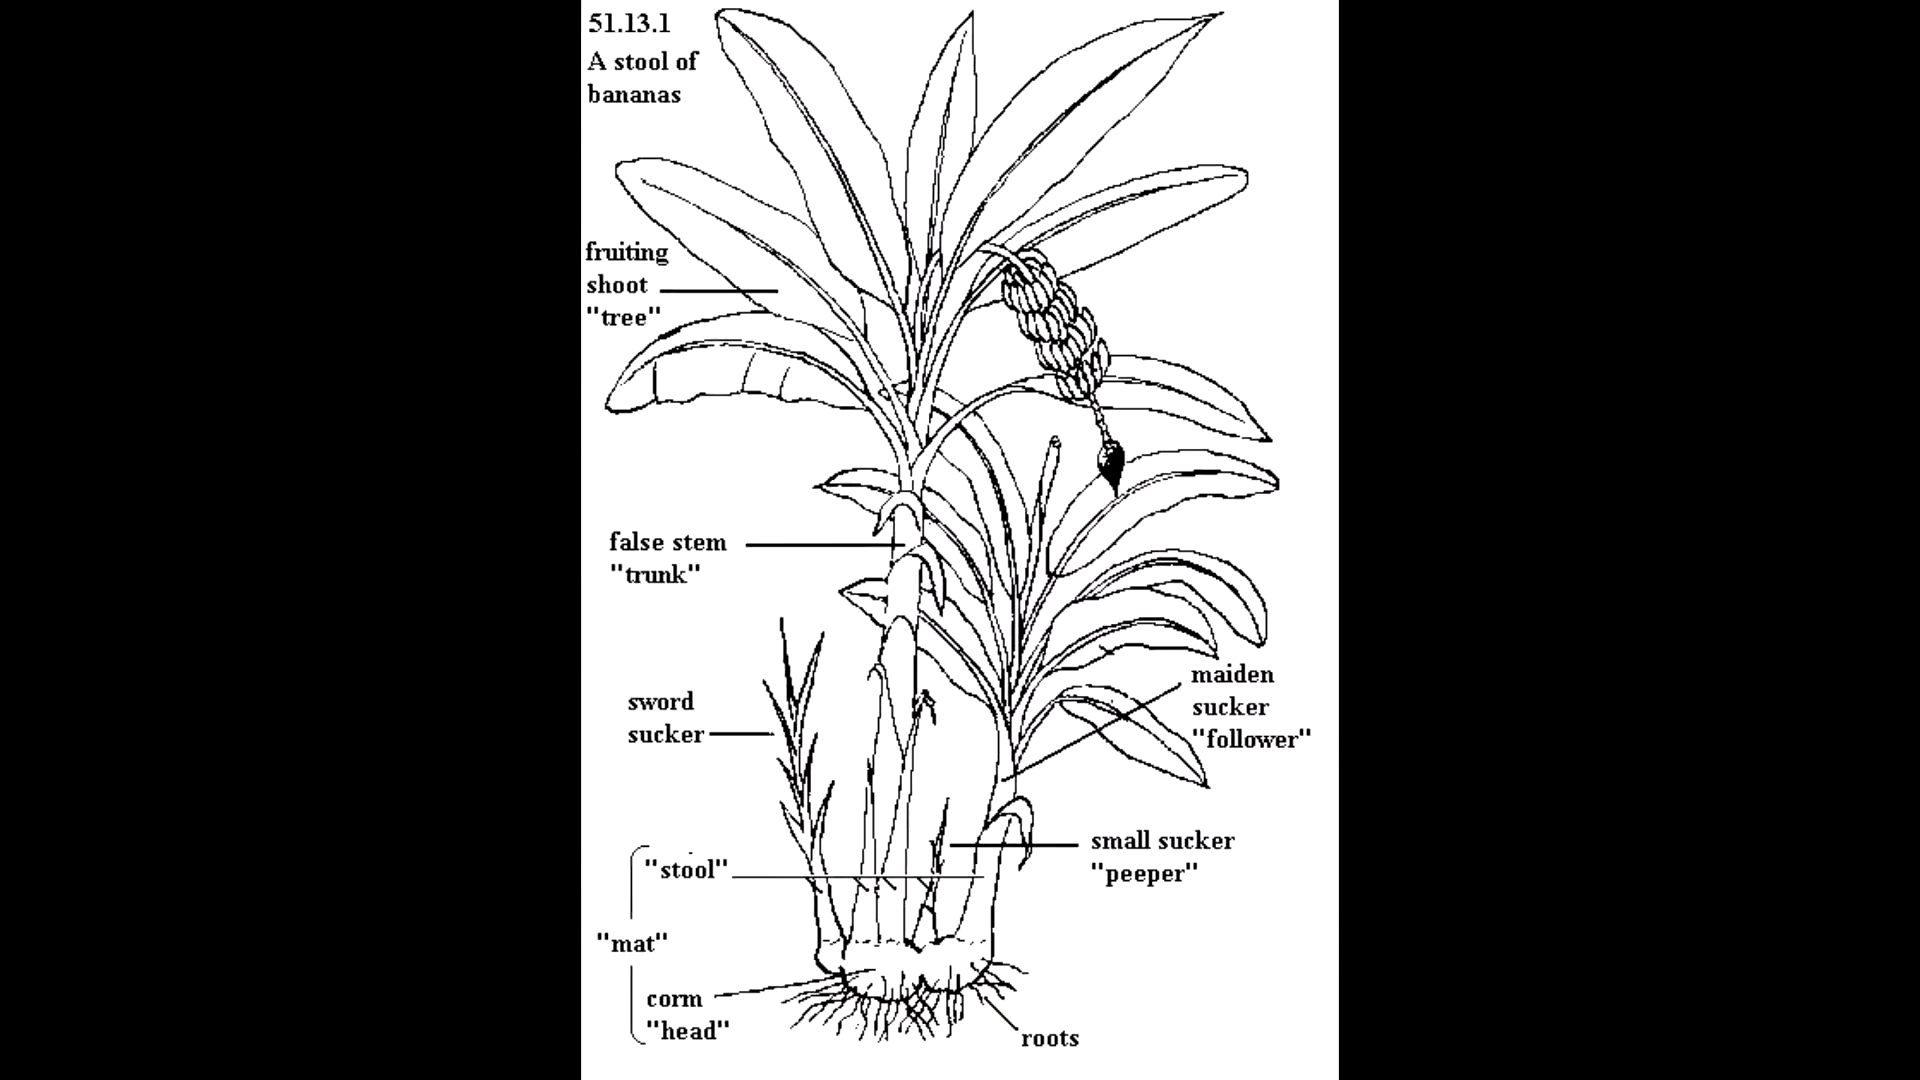 51.13.1
A stool of
bananas
fruiting
shoot
"tree"
false stem
"trunk"
sword
sucker
maiden
sucker
"follower"
small sucker
"peeper"
"stool"
"mat"
corm
"head"
roots